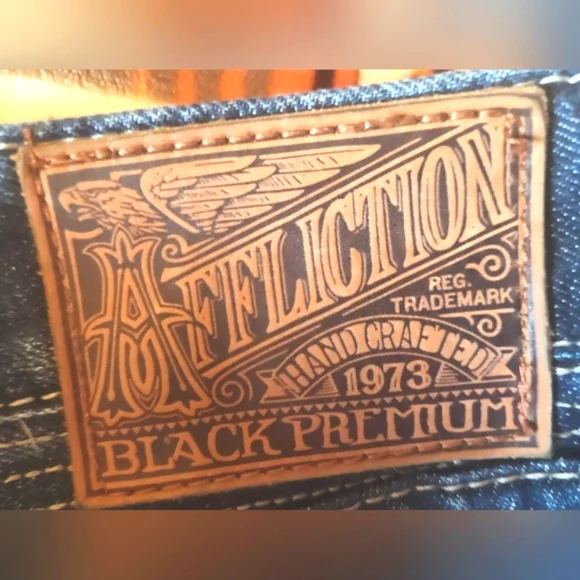 AFFLICTION
REG.
TRADEMARK
HANDCRAFTED
1973
BLACK PREMIUM